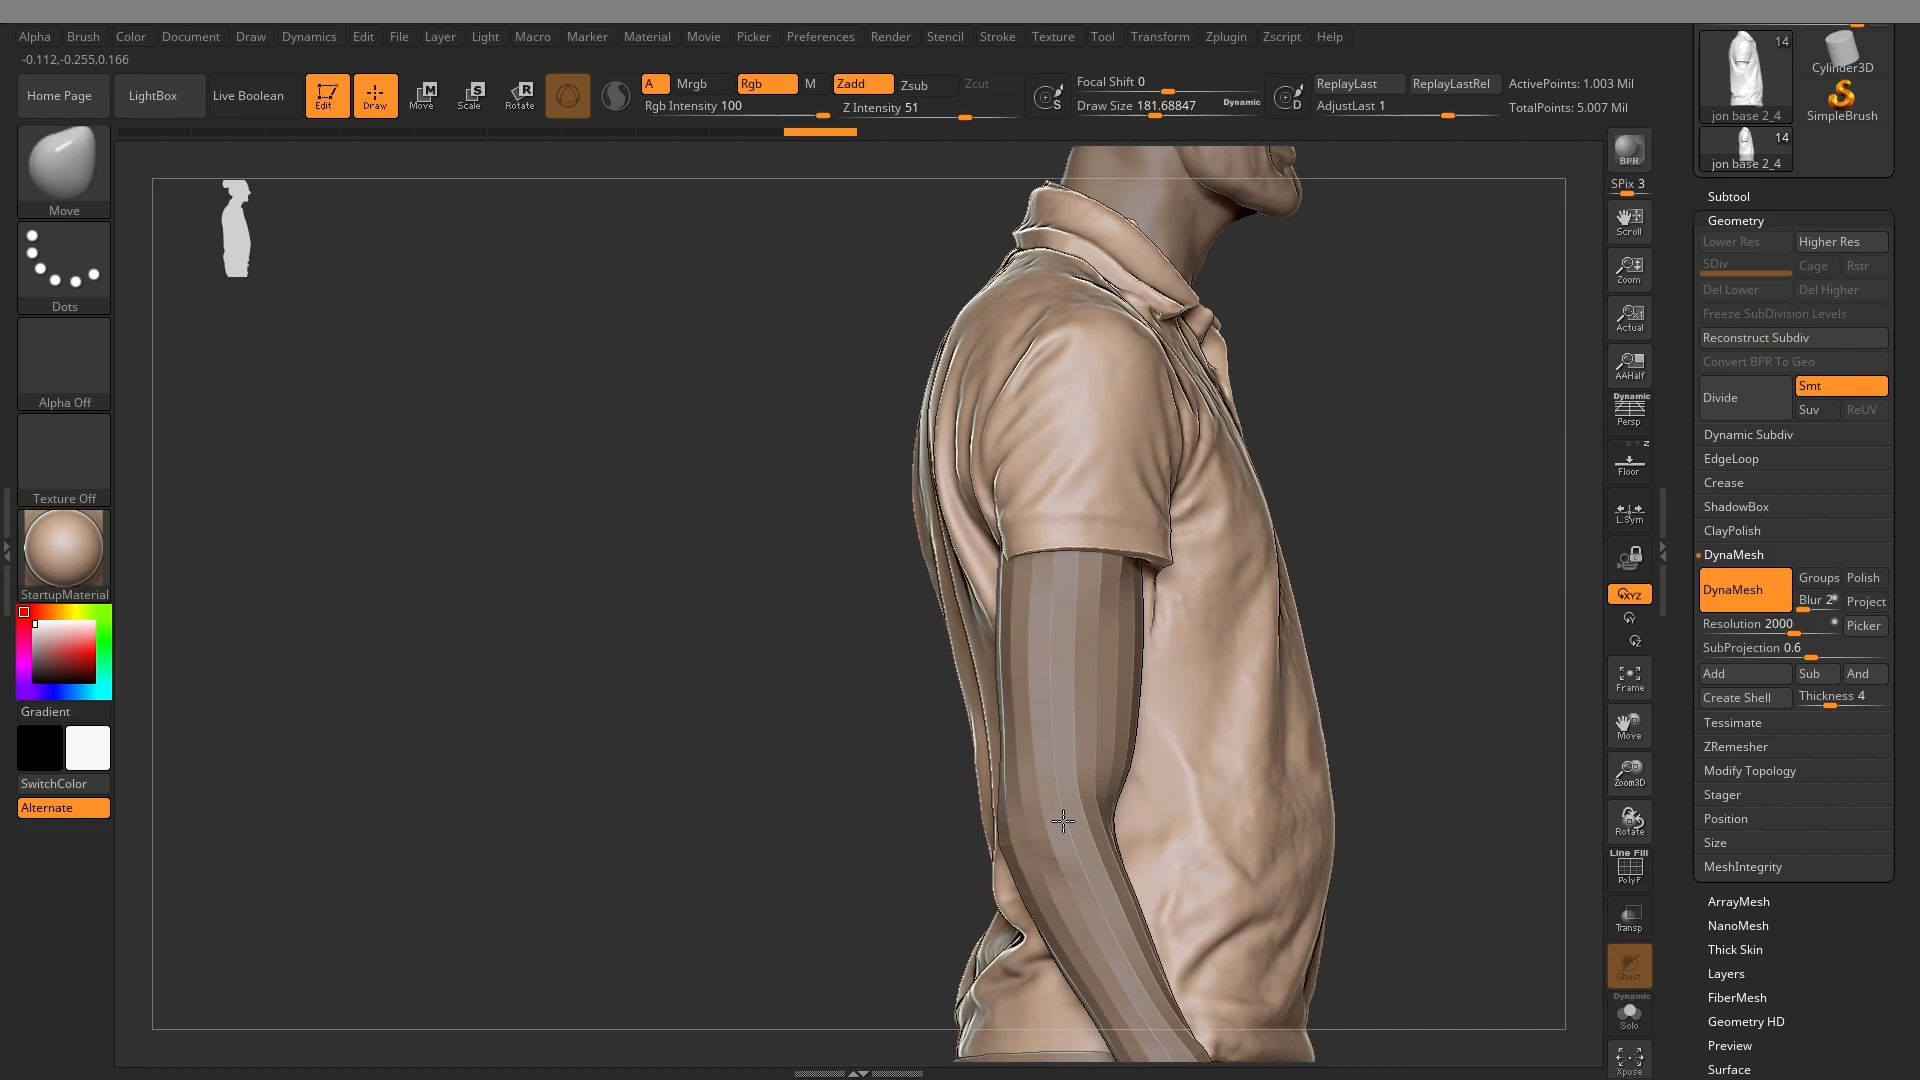 Alpha Brush Color Document Draw Dynamics Edit File Layer Light Macro Marker Material Movie Picker Preferences Render Stencil Stroke Texture Tool Transform Zplugin Zscript Help
-0.112,-0.255,0.166
Home Page
LightBox
Live Boolean
Edit
Draw
Move
Scale
Rotate
A
Mrgb
Rgb
M
Zadd
Zsub
Zcut
Rgb Intensity 100
Z Intensity 51
S
Focal Shift 0
Draw Size 181.68847
Dynamic
D
ReplayLast
ReplayLastRel
AdjustLast 1
ActivePoints: 1.003 Mil
TotalPoints: 5.007 Mil
Move
Dots
Alpha Off
Texture Off
StartupMaterial
Gradient
SwitchColor
Alternate
BPR
SPix 3
Scroll
Zoom
Actual
AAHalf
Dynamic
Persp
Floor
L.Sym
XYZ
Y
Z
Frame
Move
Zoom3D
Rotate
Line Fill
PolyF
Transp
Ghost
Dynamic
Solo
Xpose
14
jon base 2_4
Cylinder3D
SimpleBrush
14
jon base 2_4
Subtool
Geometry
Lower Res
Higher Res
SDiv
Cage
Rstr
Del Lower
Del Higher
Freeze SubDivision Levels
Reconstruct Subdiv
Convert BPR To Geo
Divide
Smt
Suv
ReUV
Dynamic Subdiv
EdgeLoop
Crease
ShadowBox
ClayPolish
DynaMesh
DynaMesh
Groups
Polish
Blur 2
Project
Resolution 2000
Picker
SubProjection 0.6
Add
Sub
And
Create Shell
Thickness 4
Tessimate
ZRemesher
Modify Topology
Stager
Position
Size
MeshIntegrity
ArrayMesh
NanoMesh
Thick Skin
Layers
FiberMesh
Geometry HD
Preview
Surface